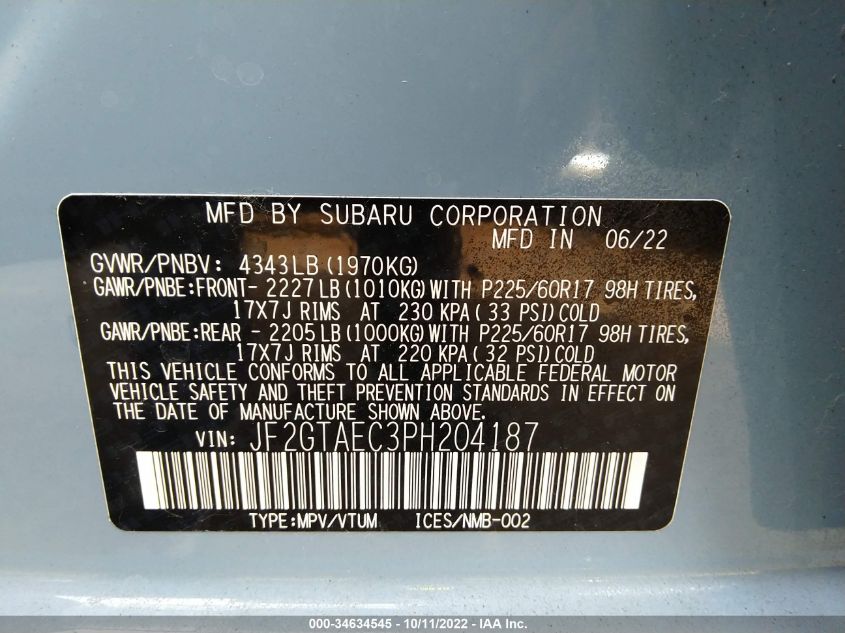 MFD BY SUBARU CORPORATION
MFD IN 06/22
GVWR/PNBV: 4343LB(1970KG)
GAWR/PNBE:FRONT- 2227LB(1010KG)WITH P225/60R17 98H TIRES,
17X7J RIMS AT 230 KPA( 33 PSI)COLD
GAWR/PNBE:REAR - 2205LB(1000KG)WITH P225/60R17 98H TIRES,
17X7J RIMS AT 220 KPA( 32 PSI)COLD
THIS VEHICLE CONFORMS TO ALL APPLICABLE FEDERAL MOTOR
VEHICLE SAFETY AND THEFT PREVENTION STANDARDS IN EFFECT ON
THE DATE OF MANUFACTURE SHOWN ABOVE.
VIN: JF2GTAEC3PH204187
TYPE:MPV/VTUM ICES/NMB-002
000-34634545 - 10/11/2022 - IAA Inc.